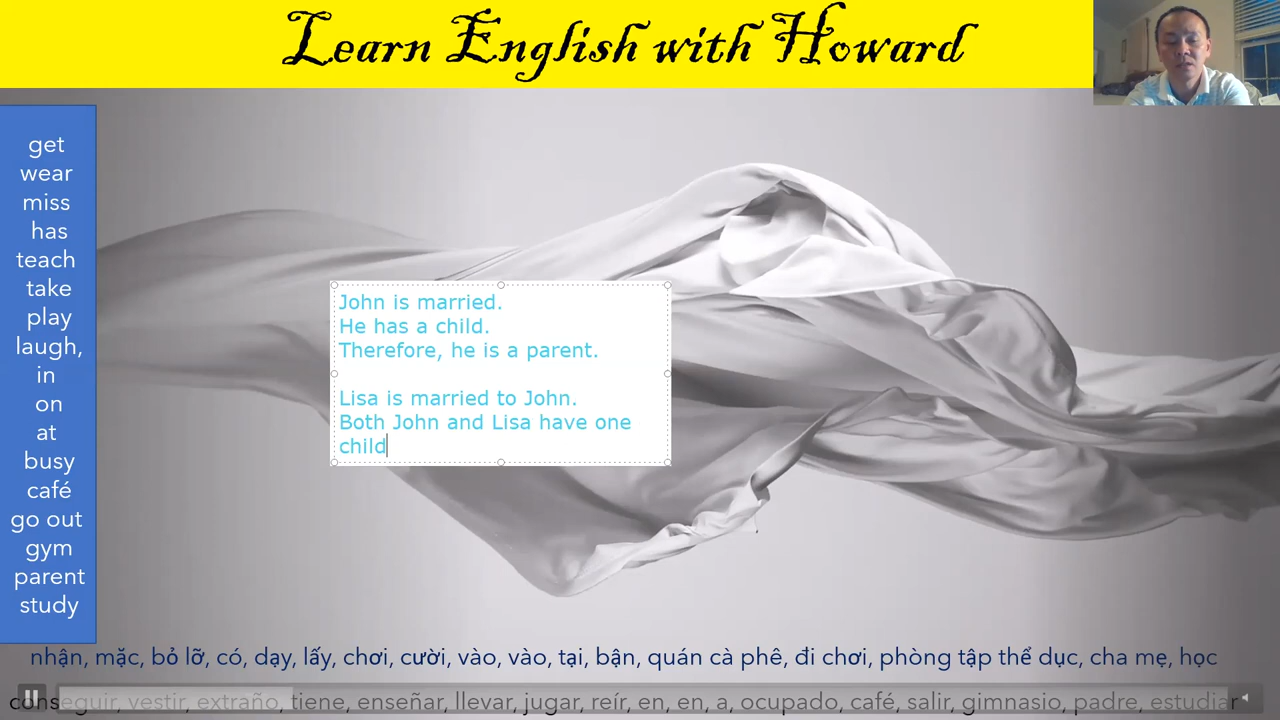 Learn English with Howard
get
wear
miss
has
teach
take
play
laugh,
in
on
at
busy
café
go out
gym
parent
study
John is married.
He has a child.
Therefore, he is a parent.
Lisa is married to John.
Both John and Lisa have one
child
nhận, mặc, bỏ lỡ, có, dạy, lấy, chơi, cười, vào, vào, tại, bận, quán cà phê, đi chơi, phòng tập thể dục, cha mẹ, học
conseguir, vestir, extraño, tiene, enseñar, llevar, jugar, reír, en, en, a, ocupado, café, salir, gimnasio, padre, estudiar